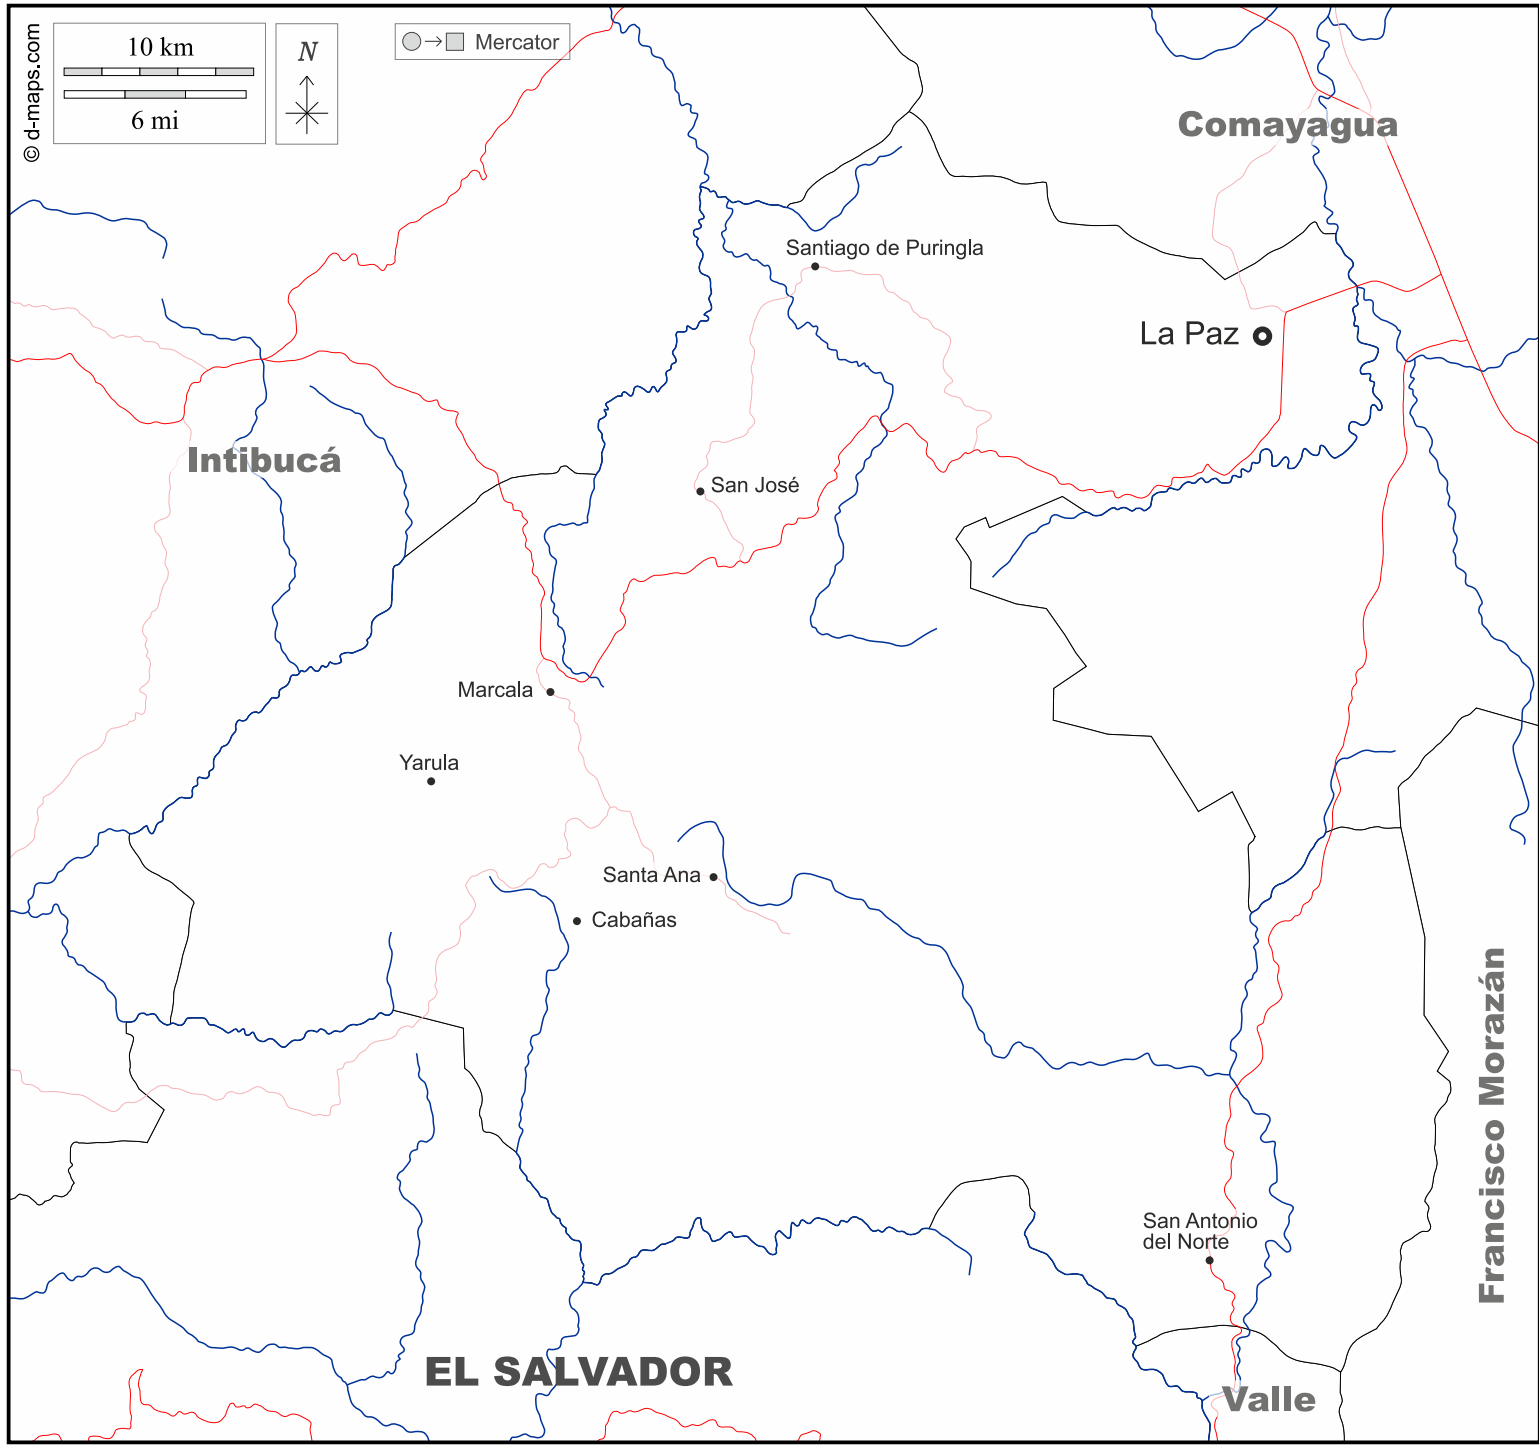 © d-maps.com
10 km
6 mi
N
Mercator
Comayagua
Santiago de Puringla
La Paz
Intibucá
San José
Marcala
Yarula
Santa Ana
Cabañas
Francisco Morazán
San Antonio
del Norte
EL SALVADOR
Valle